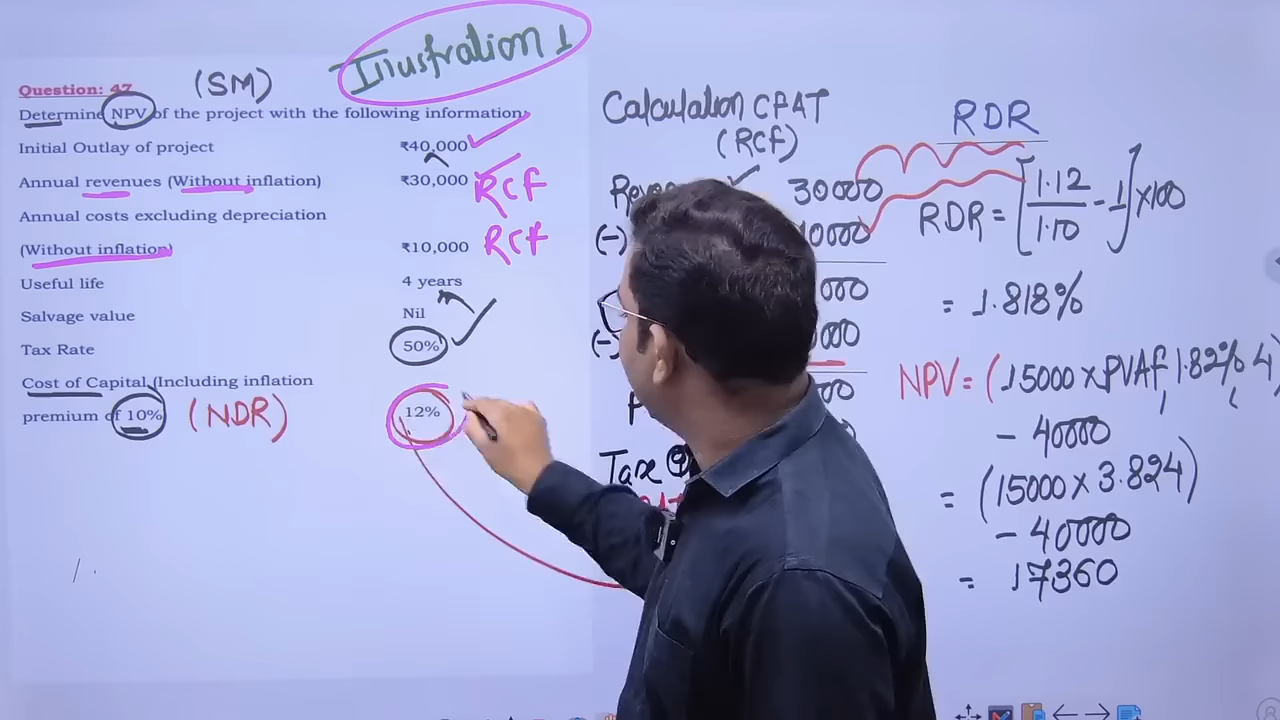 Illustration 1
Question: 47 (SM)
Determine NPV of the project with the following information:
Initial Outlay of project ₹40,000
Annual revenues (Without inflation) ₹30,000 RCF
Annual costs excluding depreciation
(Without inflation) ₹10,000 RCF
Useful life 4 years
Salvage value Nil
Tax Rate 50%
Cost of Capital (Including inflation
premium of 10%) (NDR) 12%
Calculation CFAT
(RCF)
30000
(-) 10000
000
(-) 000
000
Tax @
RDR
RDR = [1.12/1.10 - 1] × 100
= 1.818%
NPV = (15000 × PVAF 1.82%, 4)
- 40000
= (15000 × 3.824)
- 40000
= 17360